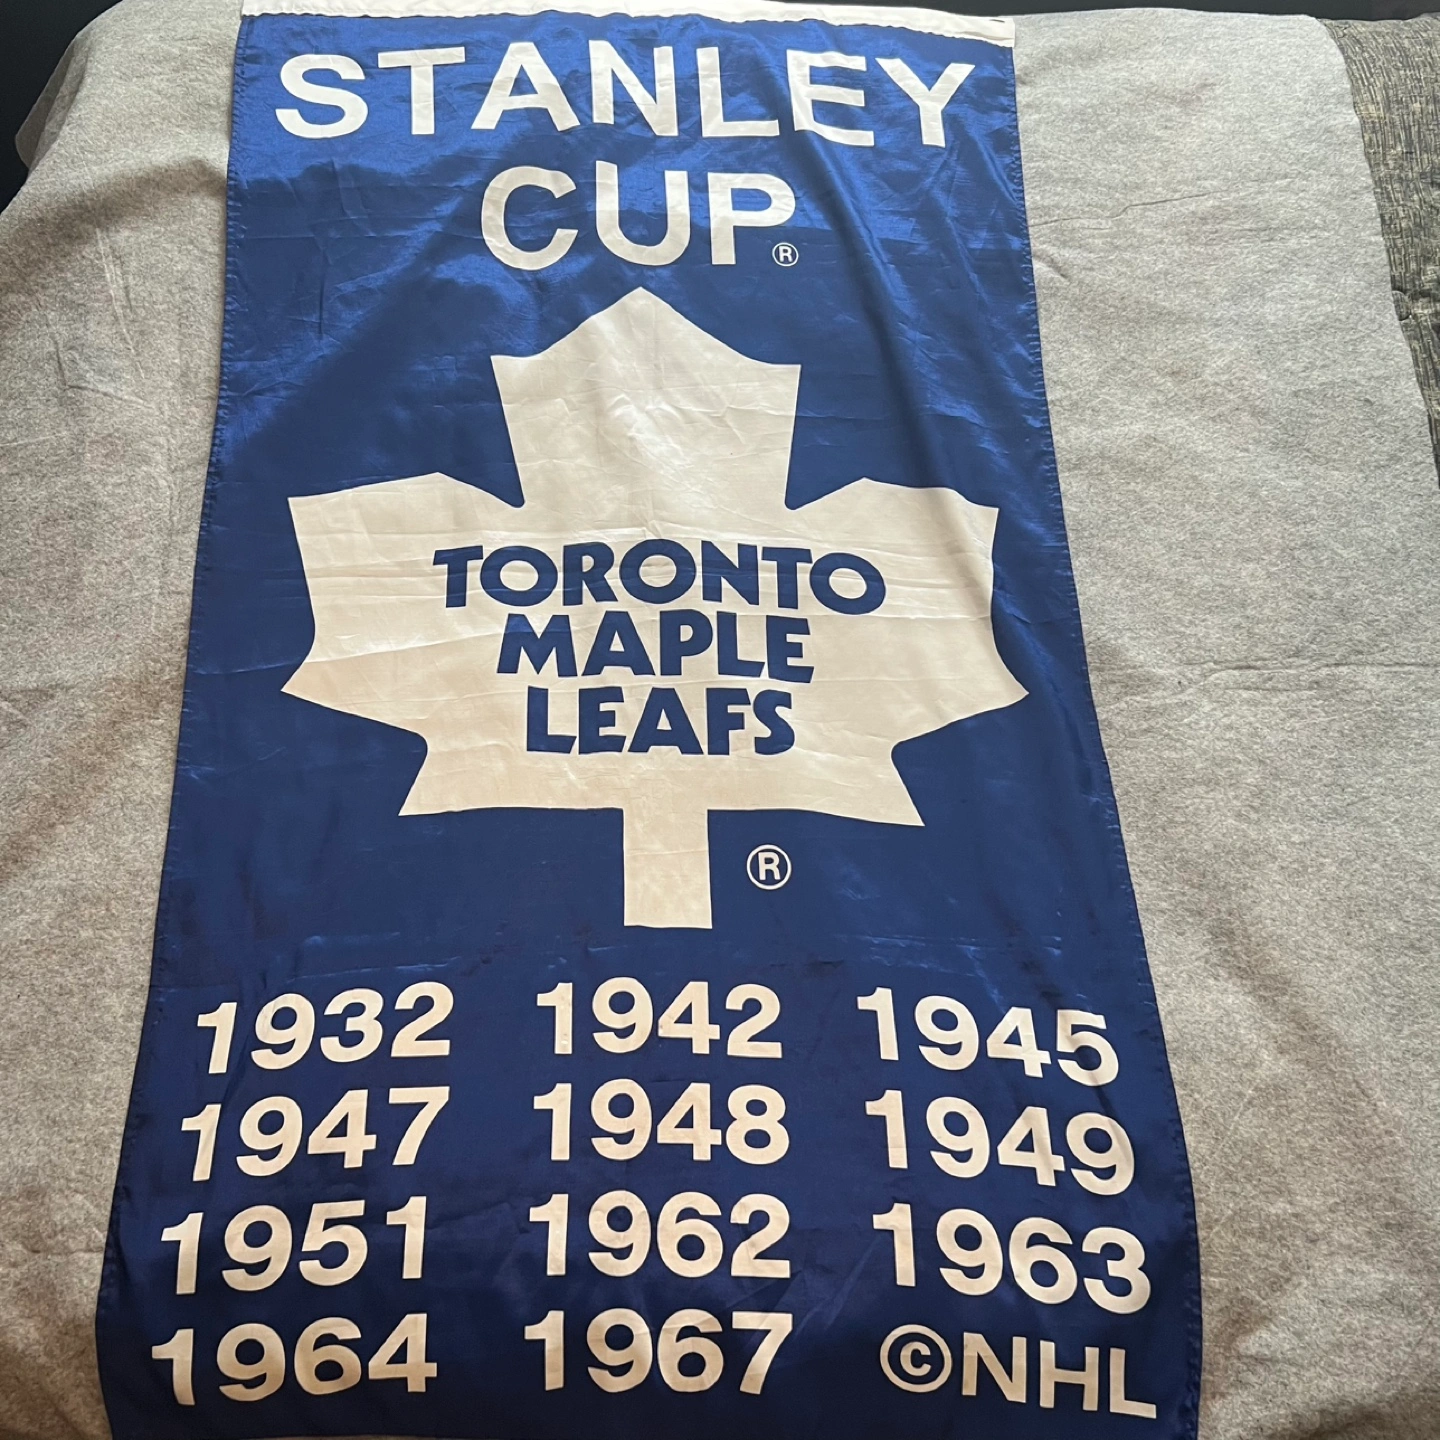 STANLEY
CUP®
TORONTO
MAPLE
LEAFS
®
1932 1942 1945
1947 1948 1949
1951 1962 1963
1964 1967 ©NHL